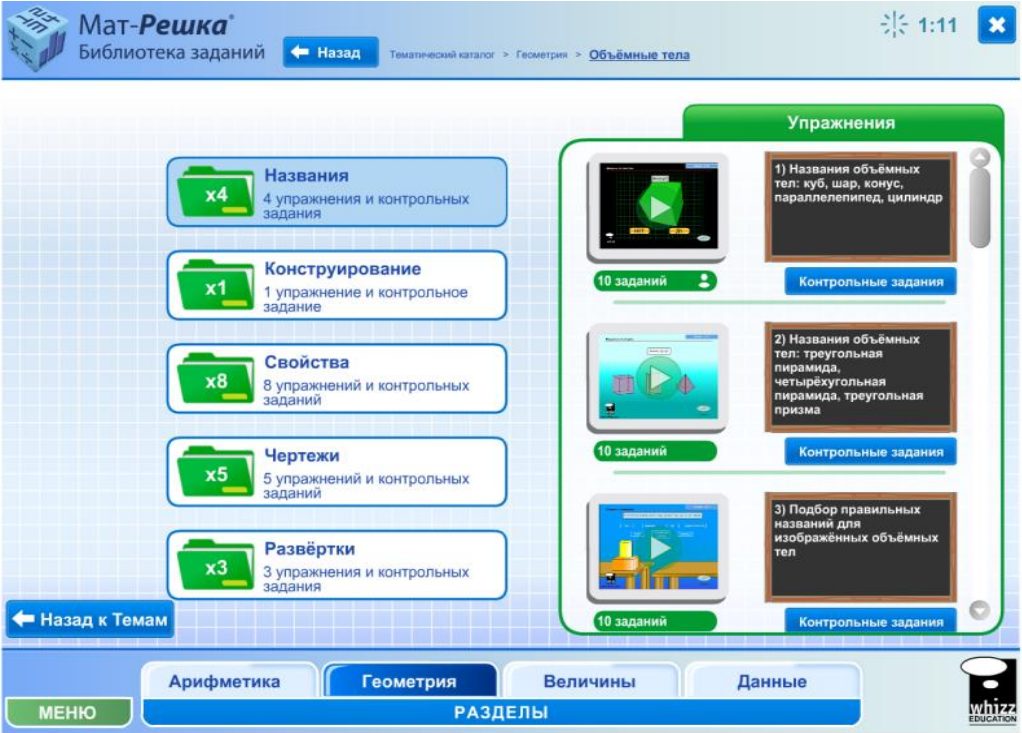 Мат-Решка®
1:11
Библиотека заданий
Назад
Тематический каталог > Геометрия > Объёмные тела
Упражнения
x4
Названия
4 упражнения и контрольных
задания
x1
Конструирование
1 упражнение и контрольное
задание
x8
Свойства
8 упражнений и контрольных
заданий
x5
Чертежи
5 упражнений и контрольных
заданий
x3
Развёртки
3 упражнения и контрольных
задания
1) Названия объёмных
тел: куб, шар, конус,
параллелепипед, цилиндр
10 заданий
Контрольные задания
2) Названия объёмных
тел: треугольная
пирамида,
четырёхугольная
пирамида, треугольная
призма
10 заданий
Контрольные задания
3) Подбор правильных
названий для
изображённых объёмных
тел
10 заданий
Контрольные задания
Назад к Темам
Арифметика
Геометрия
Величины
Данные
МЕНЮ
РАЗДЕЛЫ
whizz
EDUCATION